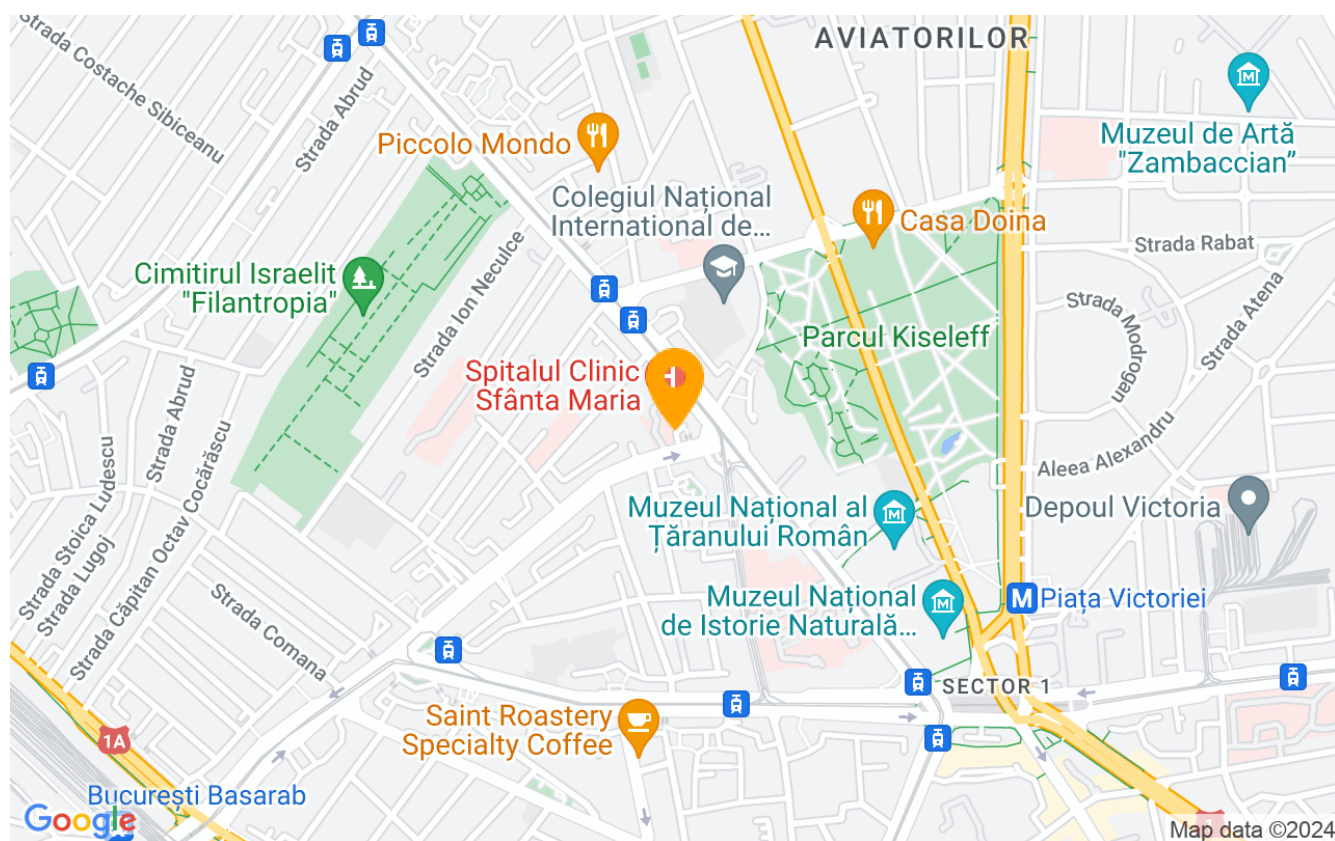 AVIATORILOR
Strada Costache Sibiceanu
Strada Abrud
Piccolo Mondo
Muzeul de Artă
"Zambaccian”
Colegiul Național
International de...
Casa Doina
Strada Rabat
Cimitirul Israelit
"Filantropia"
Strada Ion Neculce
Strada Modrogan
Strada Atena
Parcul Kiseleff
Spitalul Clinic
Sfânta Maria
Strada Abrud
Strada Stoica Ludescu
Strada Căpitan Octav Cocărăscu
Aleea Alexandru
Muzeul Național al
Țăranului Român
Depoul Victoria
Strada Lugoj
Strada Comana
Muzeul Național
de Istorie Naturală...
M
Piața Victoriei
SECTOR 1
Saint Roastery
Specialty Coffee
1A
București Basarab
Google
1
Map data ©2024